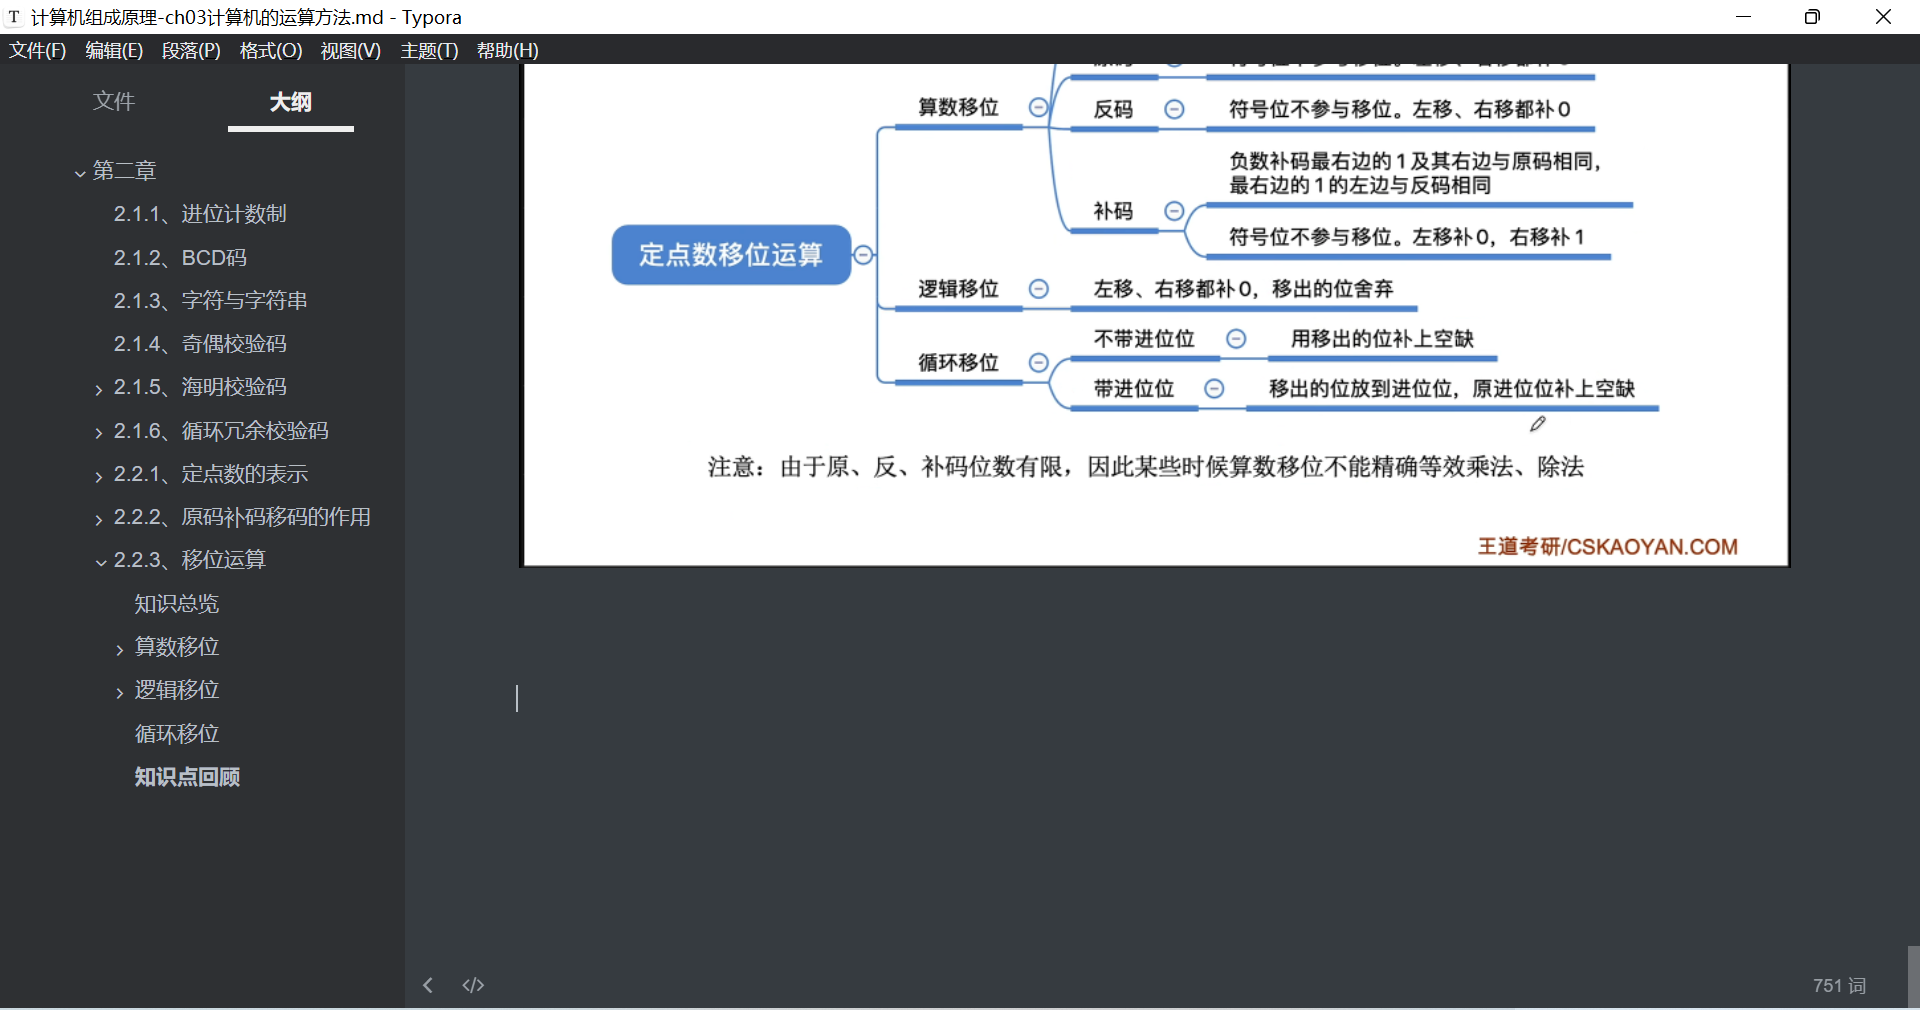 T 计算机组成原理-ch03计算机的运算方法.md - Typora
文件(F) 编辑(E) 段落(P) 格式(O) 视图(V) 主题(T) 帮助(H)
文件 大纲
第二章
2.1.1、进位计数制
2.1.2、BCD码
2.1.3、字符与字符串
2.1.4、奇偶校验码
2.1.5、海明校验码
2.1.6、循环冗余校验码
2.2.1、定点数的表示
2.2.2、原码补码移码的作用
2.2.3、移位运算
知识总览
算数移位
逻辑移位
循环移位
知识点回顾
定点数移位运算
算数移位
反码
符号位不参与移位。左移、右移都补0
补码
负数补码最右边的1及其右边与原码相同，
最右边的1的左边与反码相同
符号位不参与移位。左移补0，右移补1
逻辑移位
左移、右移都补0，移出的位舍弃
循环移位
不带进位位
用移出的位补上空缺
带进位位
移出的位放到进位位，原进位位补上空缺
注意：由于原、反、补码位数有限，因此某些时候算数移位不能精确等效乘法、除法
王道考研/CSKAOYAN.COM
751 词